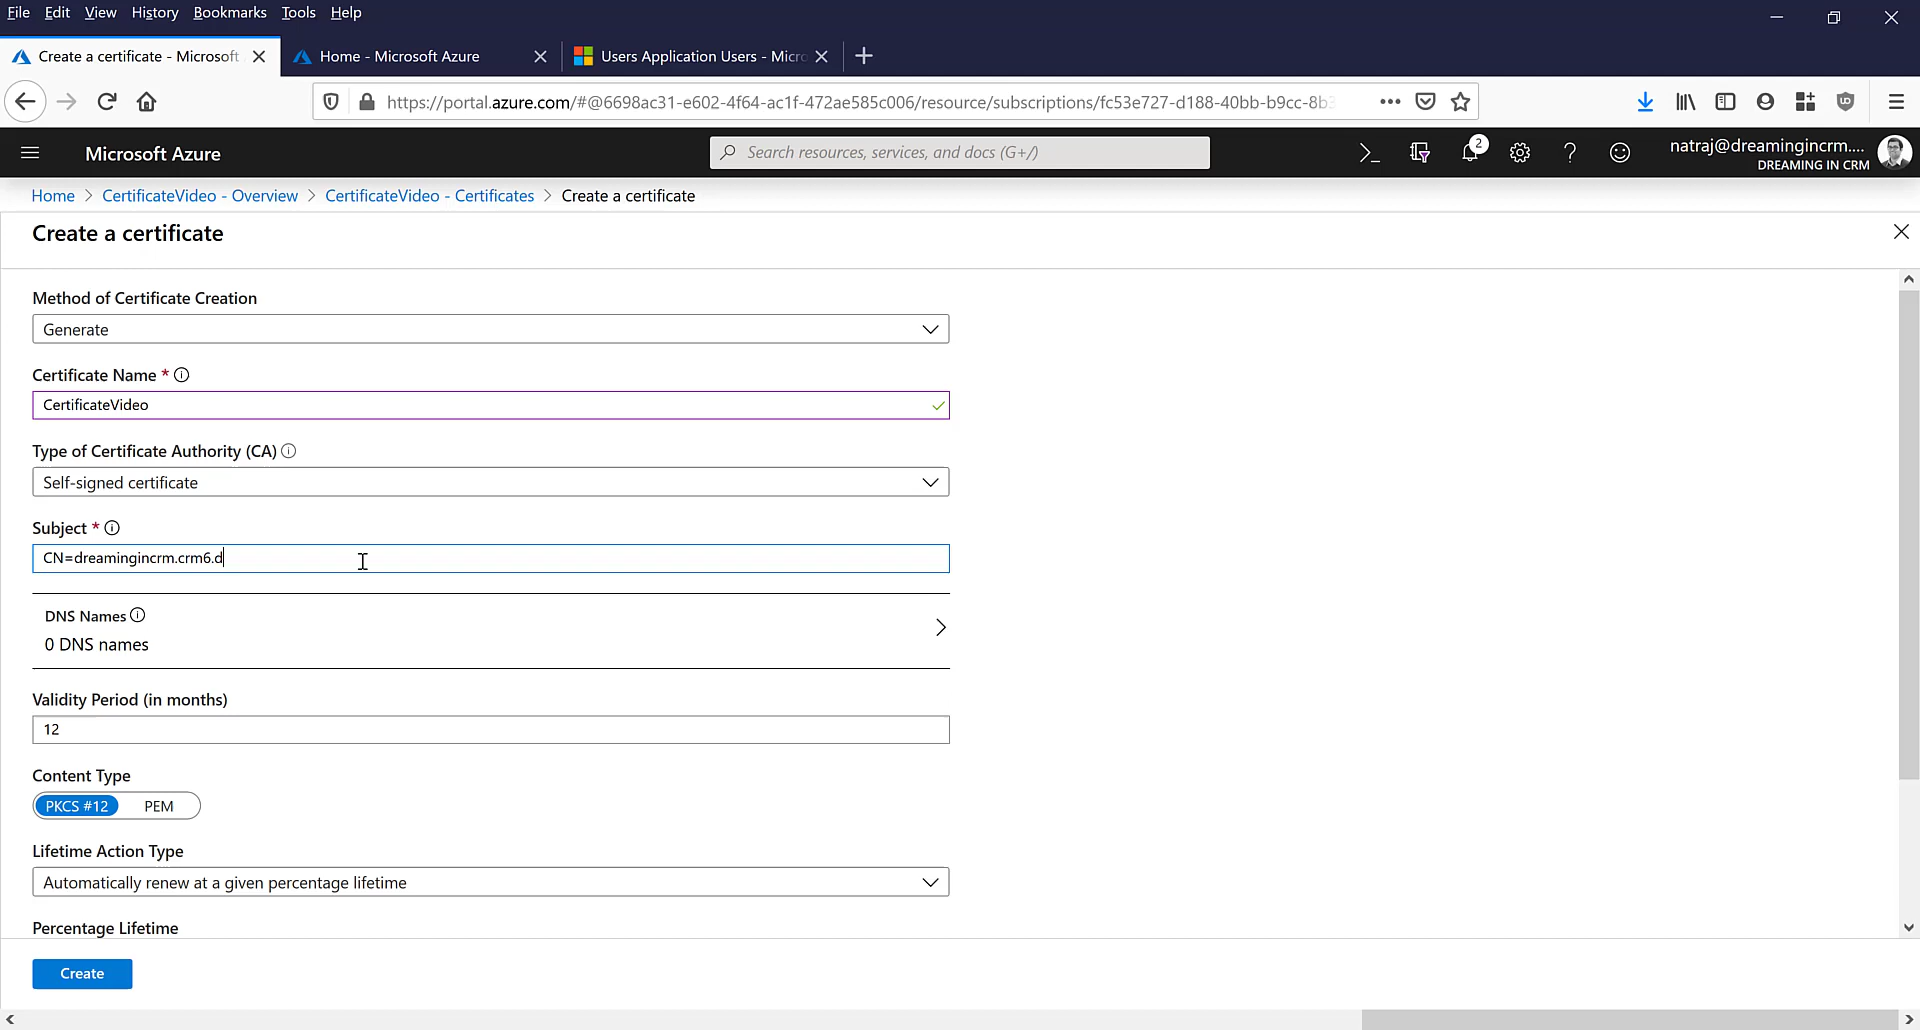 File Edit View History Bookmarks Tools Help
Create a certificate - Microsoft
Home - Microsoft Azure
Users Application Users - Micro
https://portal.azure.com/#@6698ac31-e602-4f64-ac1f-472ae585c006/resource/subscriptions/fc53e727-d188-40bb-b9cc-8b3
Microsoft Azure
Search resources, services, and docs (G+/)
2
natraj@dreamingincrm....
DREAMING IN CRM
Home > CertificateVideo - Overview > CertificateVideo - Certificates > Create a certificate
Create a certificate
Method of Certificate Creation
Generate
Certificate Name *
CertificateVideo
Type of Certificate Authority (CA)
Self-signed certificate
Subject *
CN=dreamingincrm.crm6.d
DNS Names
0 DNS names
Validity Period (in months)
12
Content Type
PKCS #12 PEM
Lifetime Action Type
Automatically renew at a given percentage lifetime
Percentage Lifetime
Create